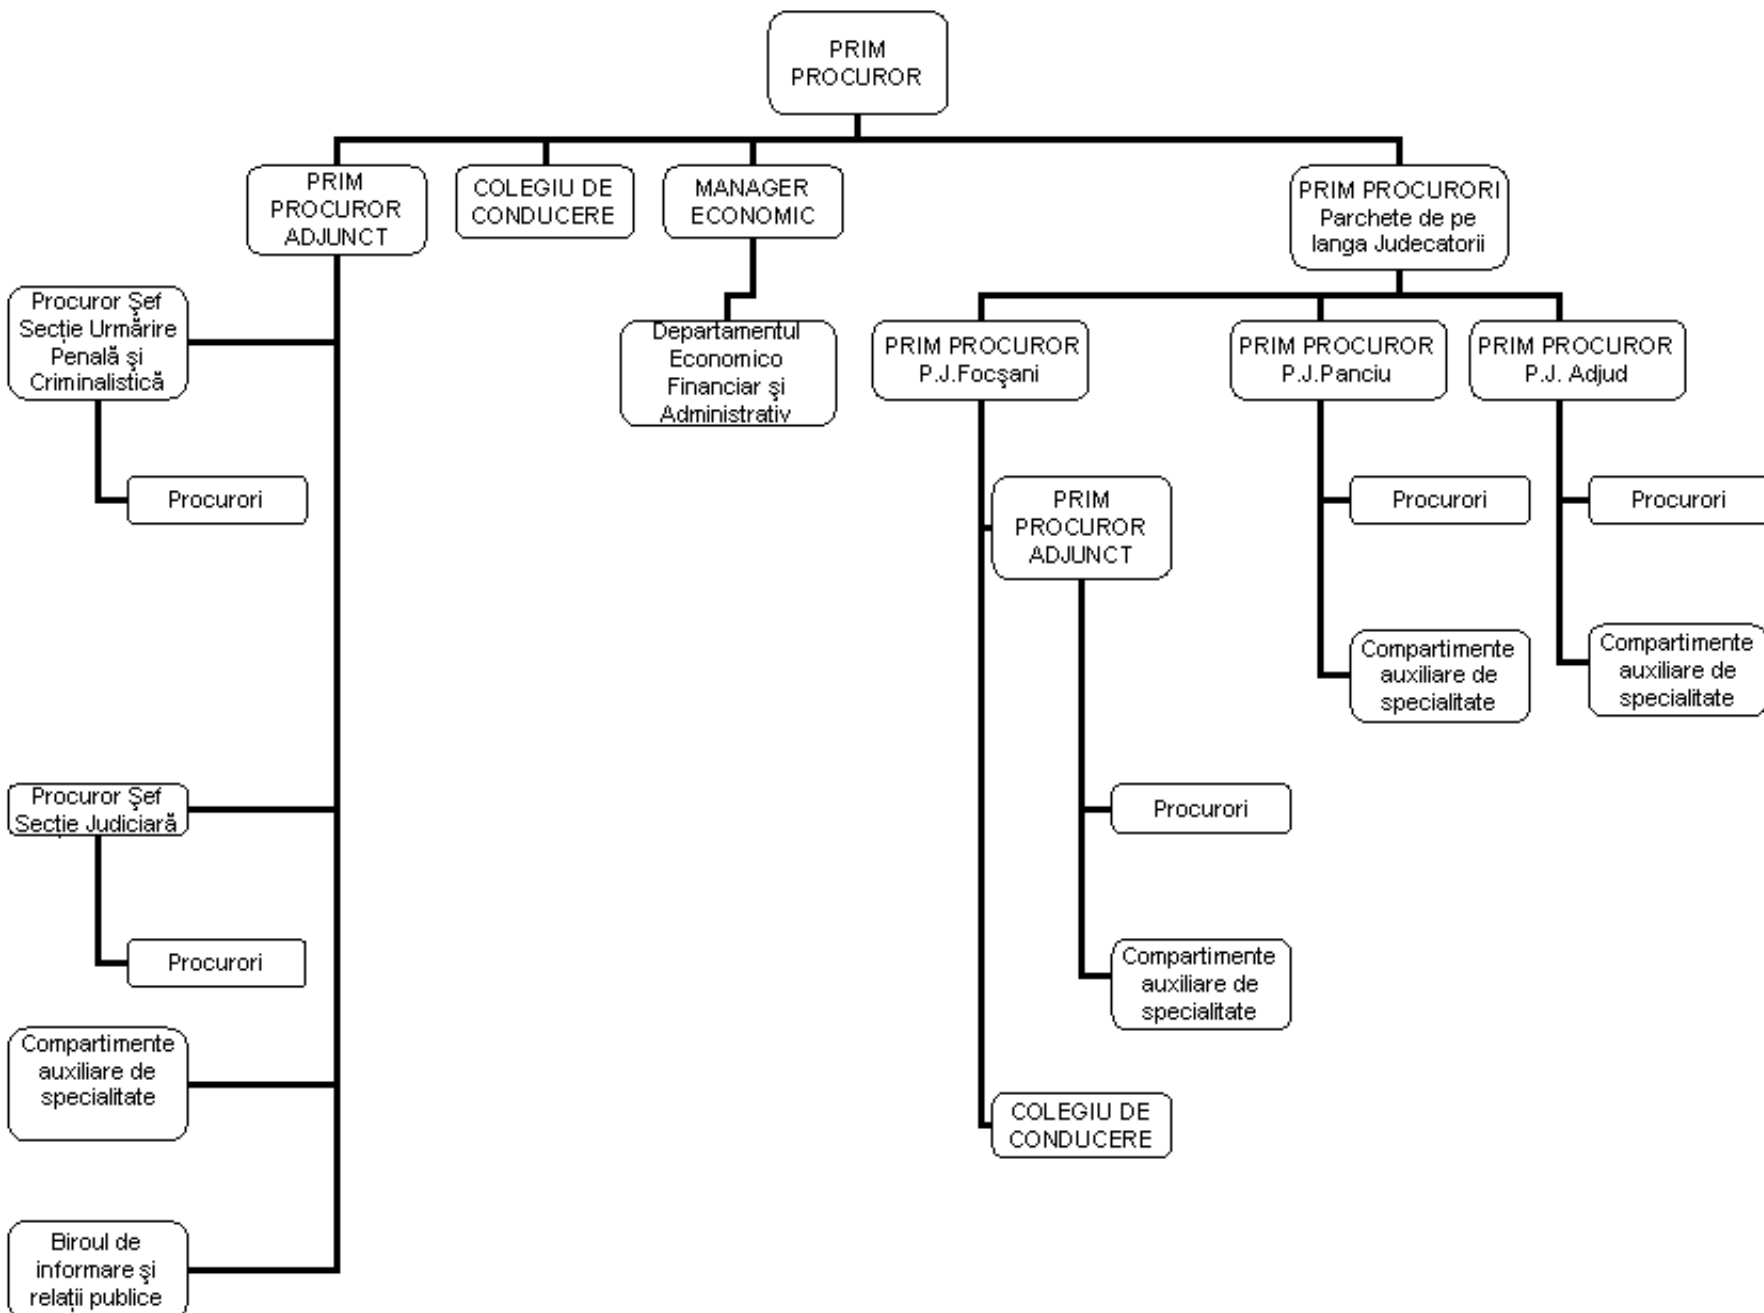 PRIM
PROCUROR
PRIM
PROCUROR
ADJUNCT
COLEGIU DE
CONDUCERE
MANAGER
ECONOMIC
PRIM PROCURORI
Parchete de pe
langa Judecatorii
Procuror Şef
Secţie Urmărire
Penală şi
Criminalistică
Departamentul
Economico
Financiar şi
Administrativ
PRIM PROCUROR
P.J.Focşani
PRIM PROCUROR
P.J.Panciu
PRIM PROCUROR
P.J. Adjud
Procurori
PRIM
PROCUROR
ADJUNCT
Procurori
Procurori
Compartimente
auxiliare de
specialitate
Compartimente
auxiliare de
specialitate
Procuror Şef
Secţie Judiciară
Procurori
Procurori
Compartimente
auxiliare de
specialitate
Compartimente
auxiliare de
specialitate
COLEGIU DE
CONDUCERE
Biroul de
informare şi
relaţii publice